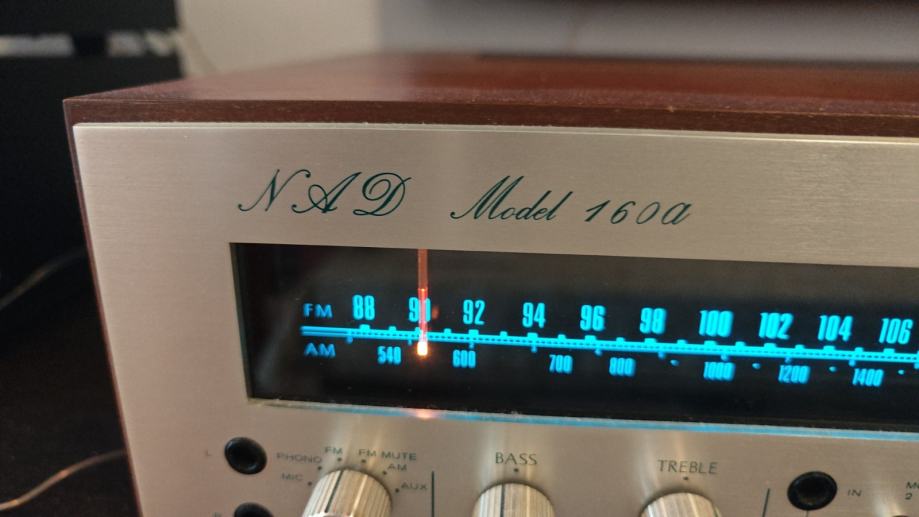 NAD Model 160a
FM 88 90 92 94 96 98 100 102 104 106
AM 540 600 700 800 1000 1200 1400
L PHONO FM FM MUTE
MIC AM
AUX
BASS
TREBLE
IN
2